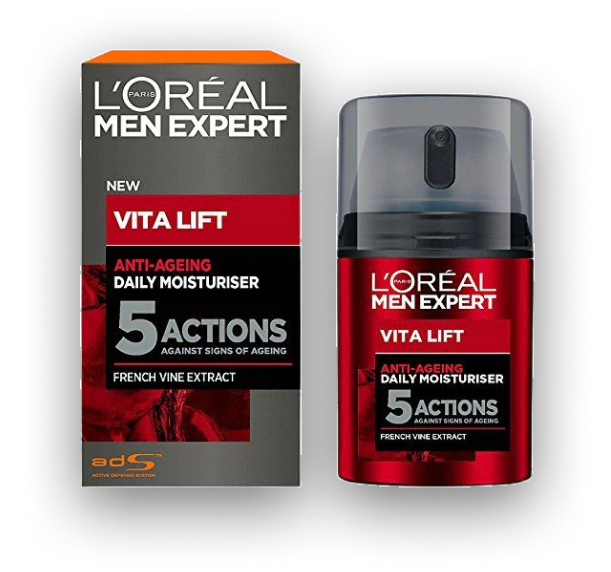 L'ORÉAL
PARIS
MEN EXPERT
NEW
VITA LIFT
ANTI-AGEING
DAILY MOISTURISER
5 ACTIONS
AGAINST SIGNS OF AGEING
FRENCH VINE EXTRACT
adS™
ACTIVE DEFENSE SYSTEM
L'ORÉAL
PARIS
MEN EXPERT
VITA LIFT
ANTI-AGEING
DAILY MOISTURISER
5 ACTIONS
AGAINST SIGNS OF AGEING
FRENCH VINE EXTRACT